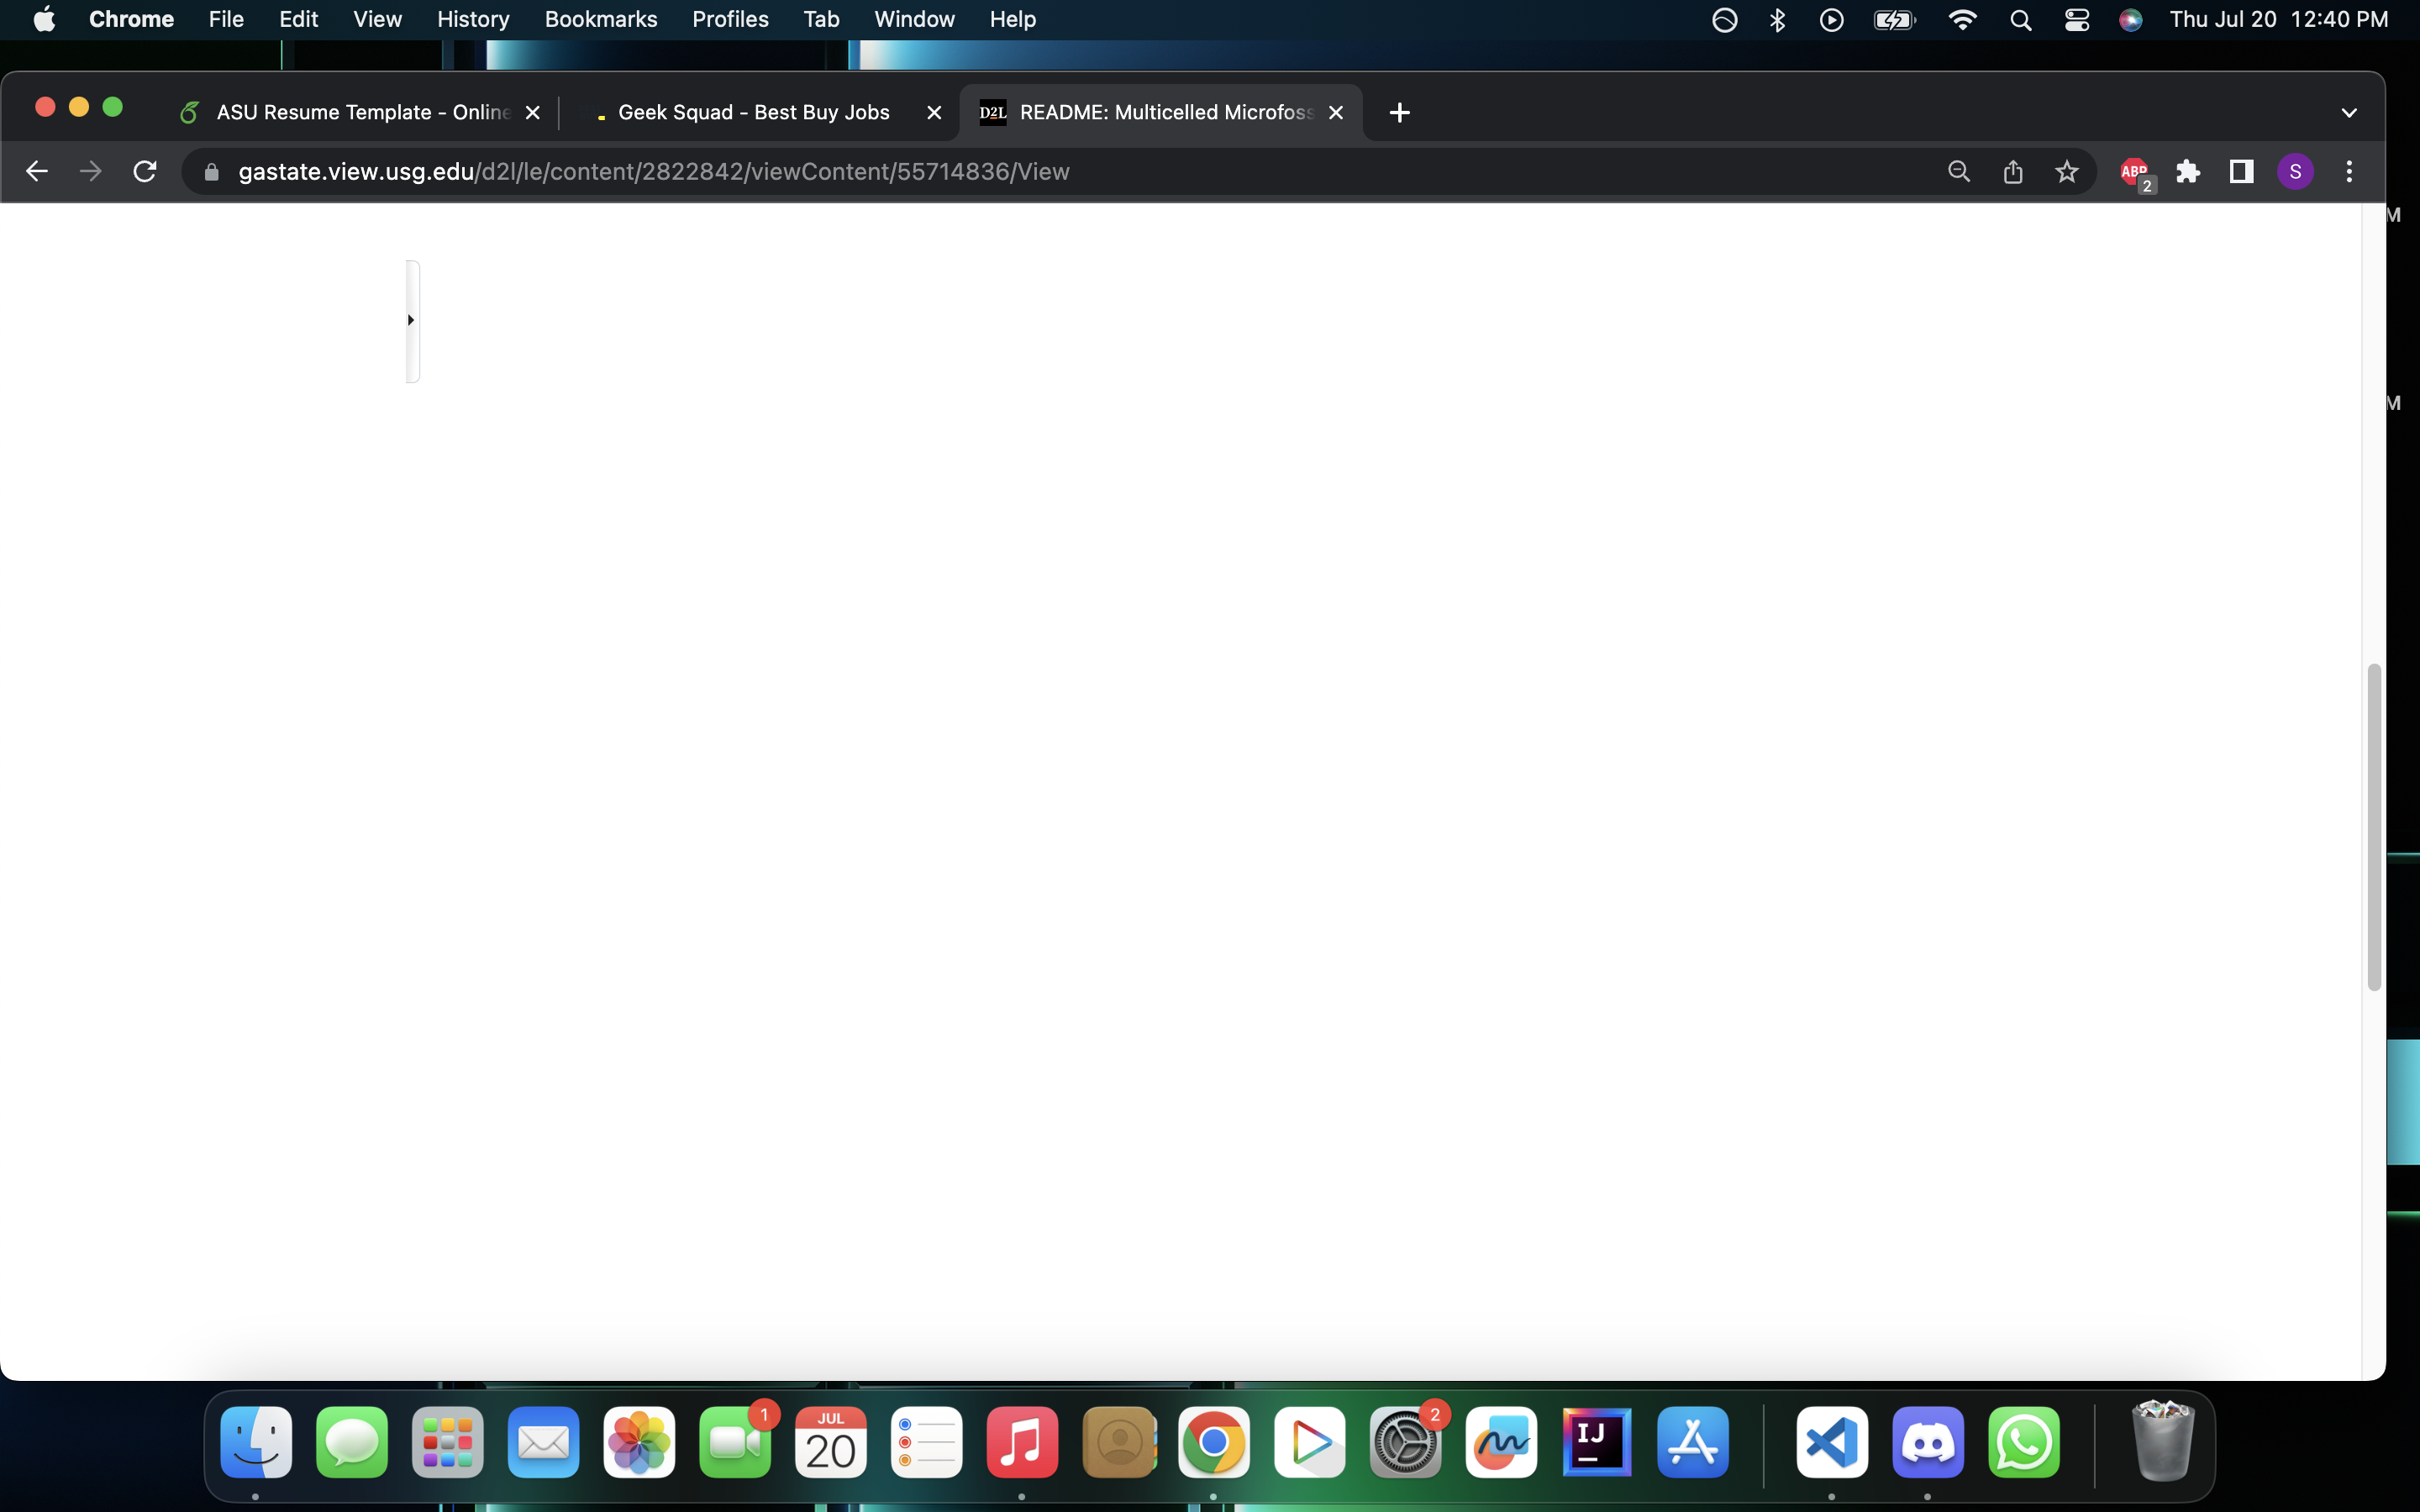 Chrome File Edit View History Bookmarks Profiles Tab Window Help Thu Jul 20 12:40 PM
ASU Resume Template - Online Geek Squad - Best Buy Jobs D2L README: Multicelled Microfoss
gastate.view.usg.edu/d2l/le/content/2822842/viewContent/55714836/View ABP 2 S
M
M
1 JUL 2
20 IJ